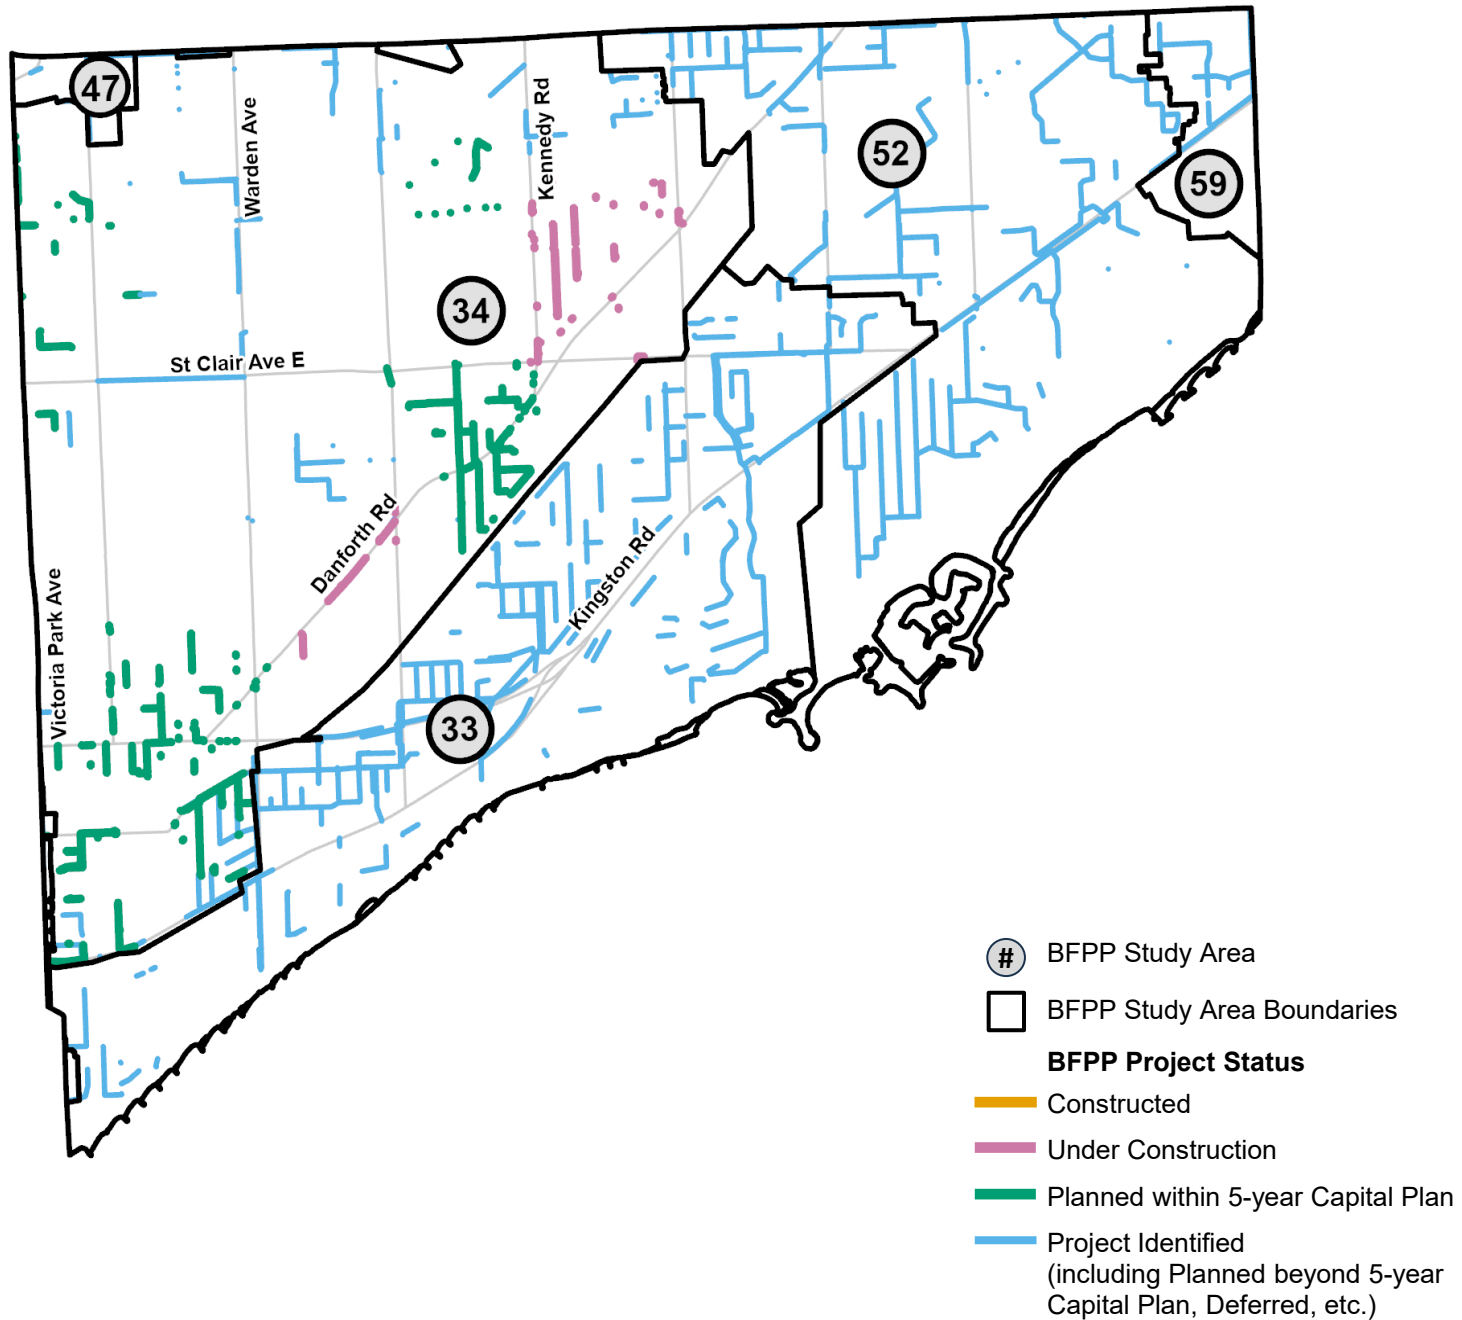 47
Warden Ave
Kennedy Rd
52
59
34
St Clair Ave E
Danforth Rd
Kingston Rd
Victoria Park Ave
33
# BFPP Study Area
BFPP Study Area Boundaries
BFPP Project Status
Constructed
Under Construction
Planned within 5-year Capital Plan
Project Identified
(including Planned beyond 5-year
Capital Plan, Deferred, etc.)